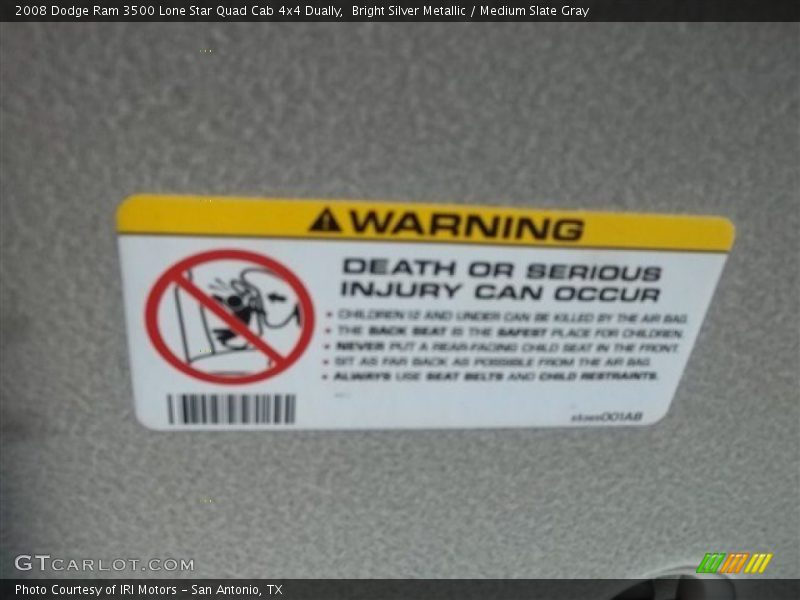 2008 Dodge Ram 3500 Lone Star Quad Cab 4x4 Dually,  Bright Silver Metallic / Medium Slate Gray
WARNING
DEATH OR SERIOUS
INJURY CAN OCCUR
• CHILDREN 12 AND UNDER CAN BE KILLED BY THE AIR BAG.
• THE BACK SEAT IS THE SAFEST PLACE FOR CHILDREN.
• NEVER PUT A REAR-FACING CHILD SEAT IN THE FRONT.
• SIT AS FAR BACK AS POSSIBLE FROM THE AIR BAG.
• ALWAYS USE SEAT BELTS AND CHILD RESTRAINTS.
GTCARLOT.COM
Photo Courtesy of IRI Motors – San Antonio, TX